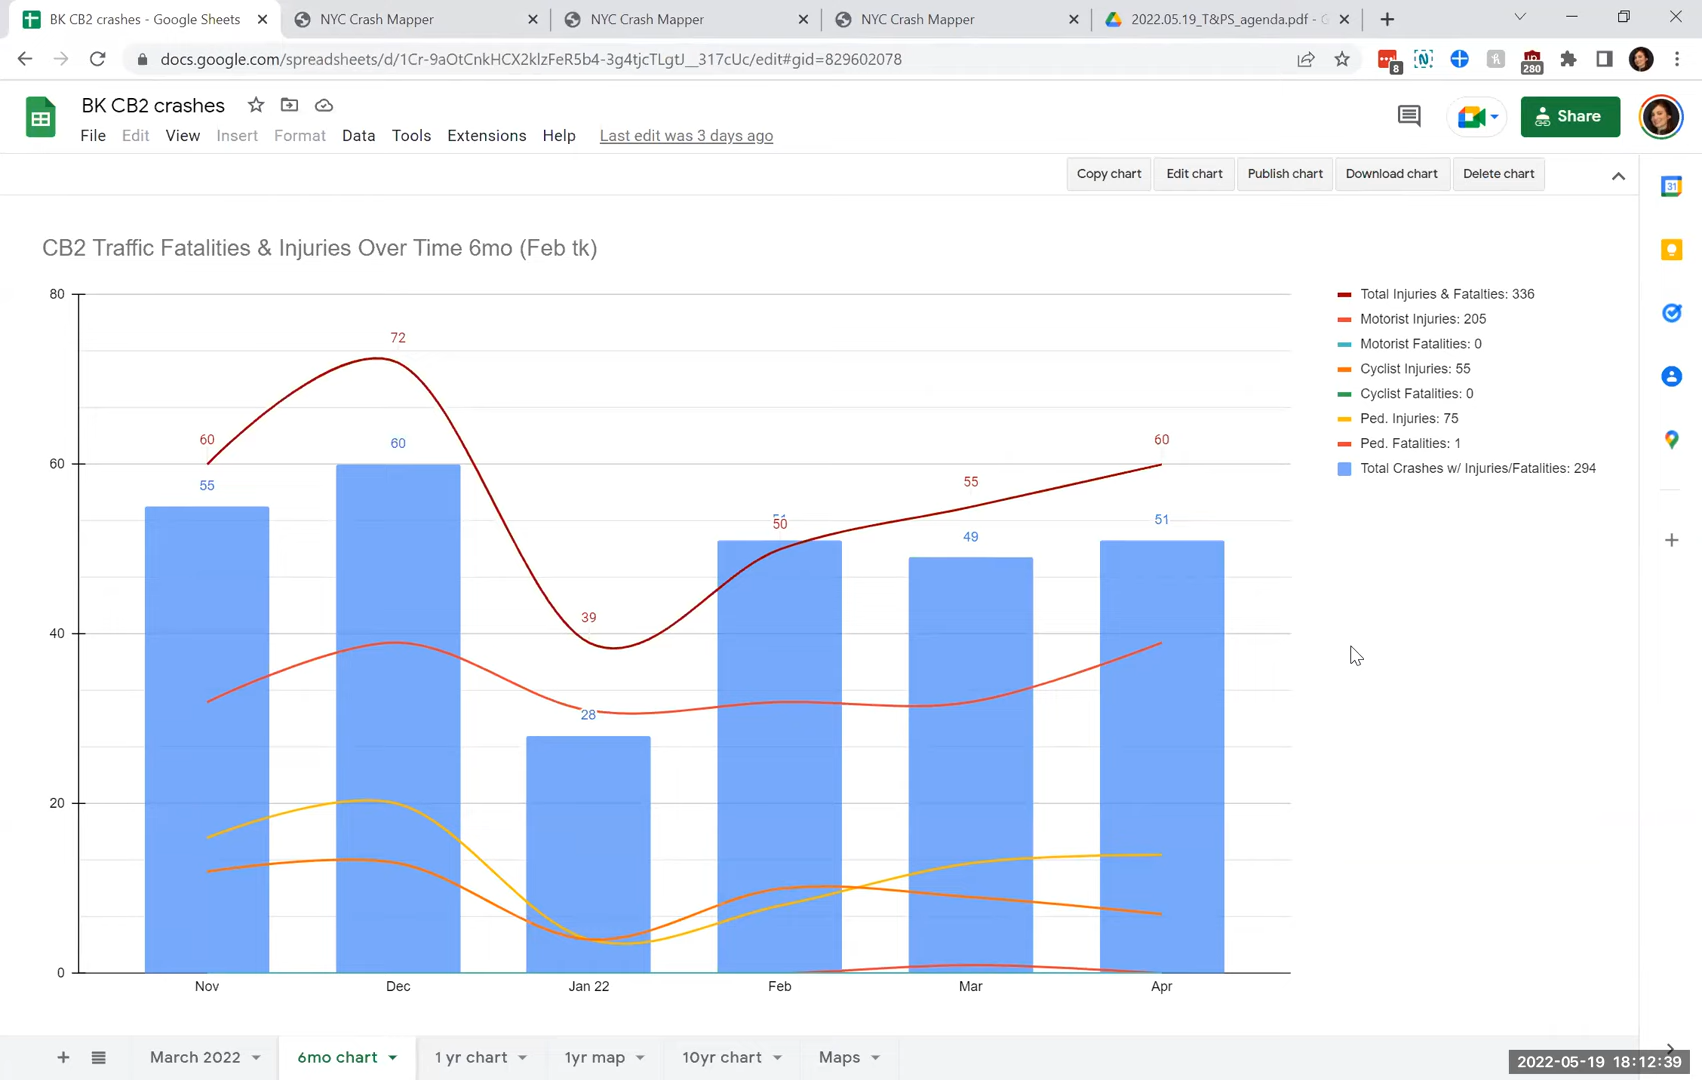 BK CB2 crashes - Google Sheets
NYC Crash Mapper
NYC Crash Mapper
NYC Crash Mapper
2022.05.19_T&PS_agenda.pdf - G
docs.google.com/spreadsheets/d/1Cr-9aOtCnkHCX2klzFeR5b4-3g4tjcTLgtJ__317cUc/edit#gid=829602078
8
280
BK CB2 crashes
File Edit View Insert Format Data Tools Extensions Help Last edit was 3 days ago
Share
Copy chart Edit chart Publish chart Download chart Delete chart
31
CB2 Traffic Fatalities & Injuries Over Time 6mo (Feb tk)
80
60
40
20
0
72
60
60
55
39
28
51
50
55
49
60
51
Total Injuries & Fatalties: 336
Motorist Injuries: 205
Motorist Fatalities: 0
Cyclist Injuries: 55
Cyclist Fatalities: 0
Ped. Injuries: 75
Ped. Fatalities: 1
Total Crashes w/ Injuries/Fatalities: 294
Nov Dec Jan 22 Feb Mar Apr
March 2022 6mo chart 1 yr chart 1yr map 10yr chart Maps
2022-05-19 18:12:39